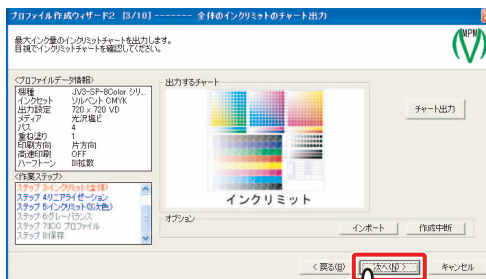 プロファイル作成ウィザード2 [3/10] ------- 全体のインクリミットのチャート出力
最大インク量のインクリミットチャートを出力します。
目視でインクリミットチャートを確認してください。
MPM
<プロファイルデータ情報>
機種 JV3-SP-8Color シリ...
インクセット ソルベント CMYK
出力設定 720 x 720 VD
メディア 光沢塩ビ
パス 4
重ね塗り 1
印刷方向 片方向
高速印刷 OFF
ハーフトーン 誤拡散
<作業ステップ>
ステップ 3インクリミット(全体)
ステップ 4リニアライゼーション
ステップ 5インクリミット(3次色)
ステップ 6グレーバランス
ステップ 7ICC プロファイル
ステップ 8保存
出力するチャート
インクリミット
チャート出力
オプション
インポート
作成中断
< 戻る(B)
次へ(N) >
キャンセル